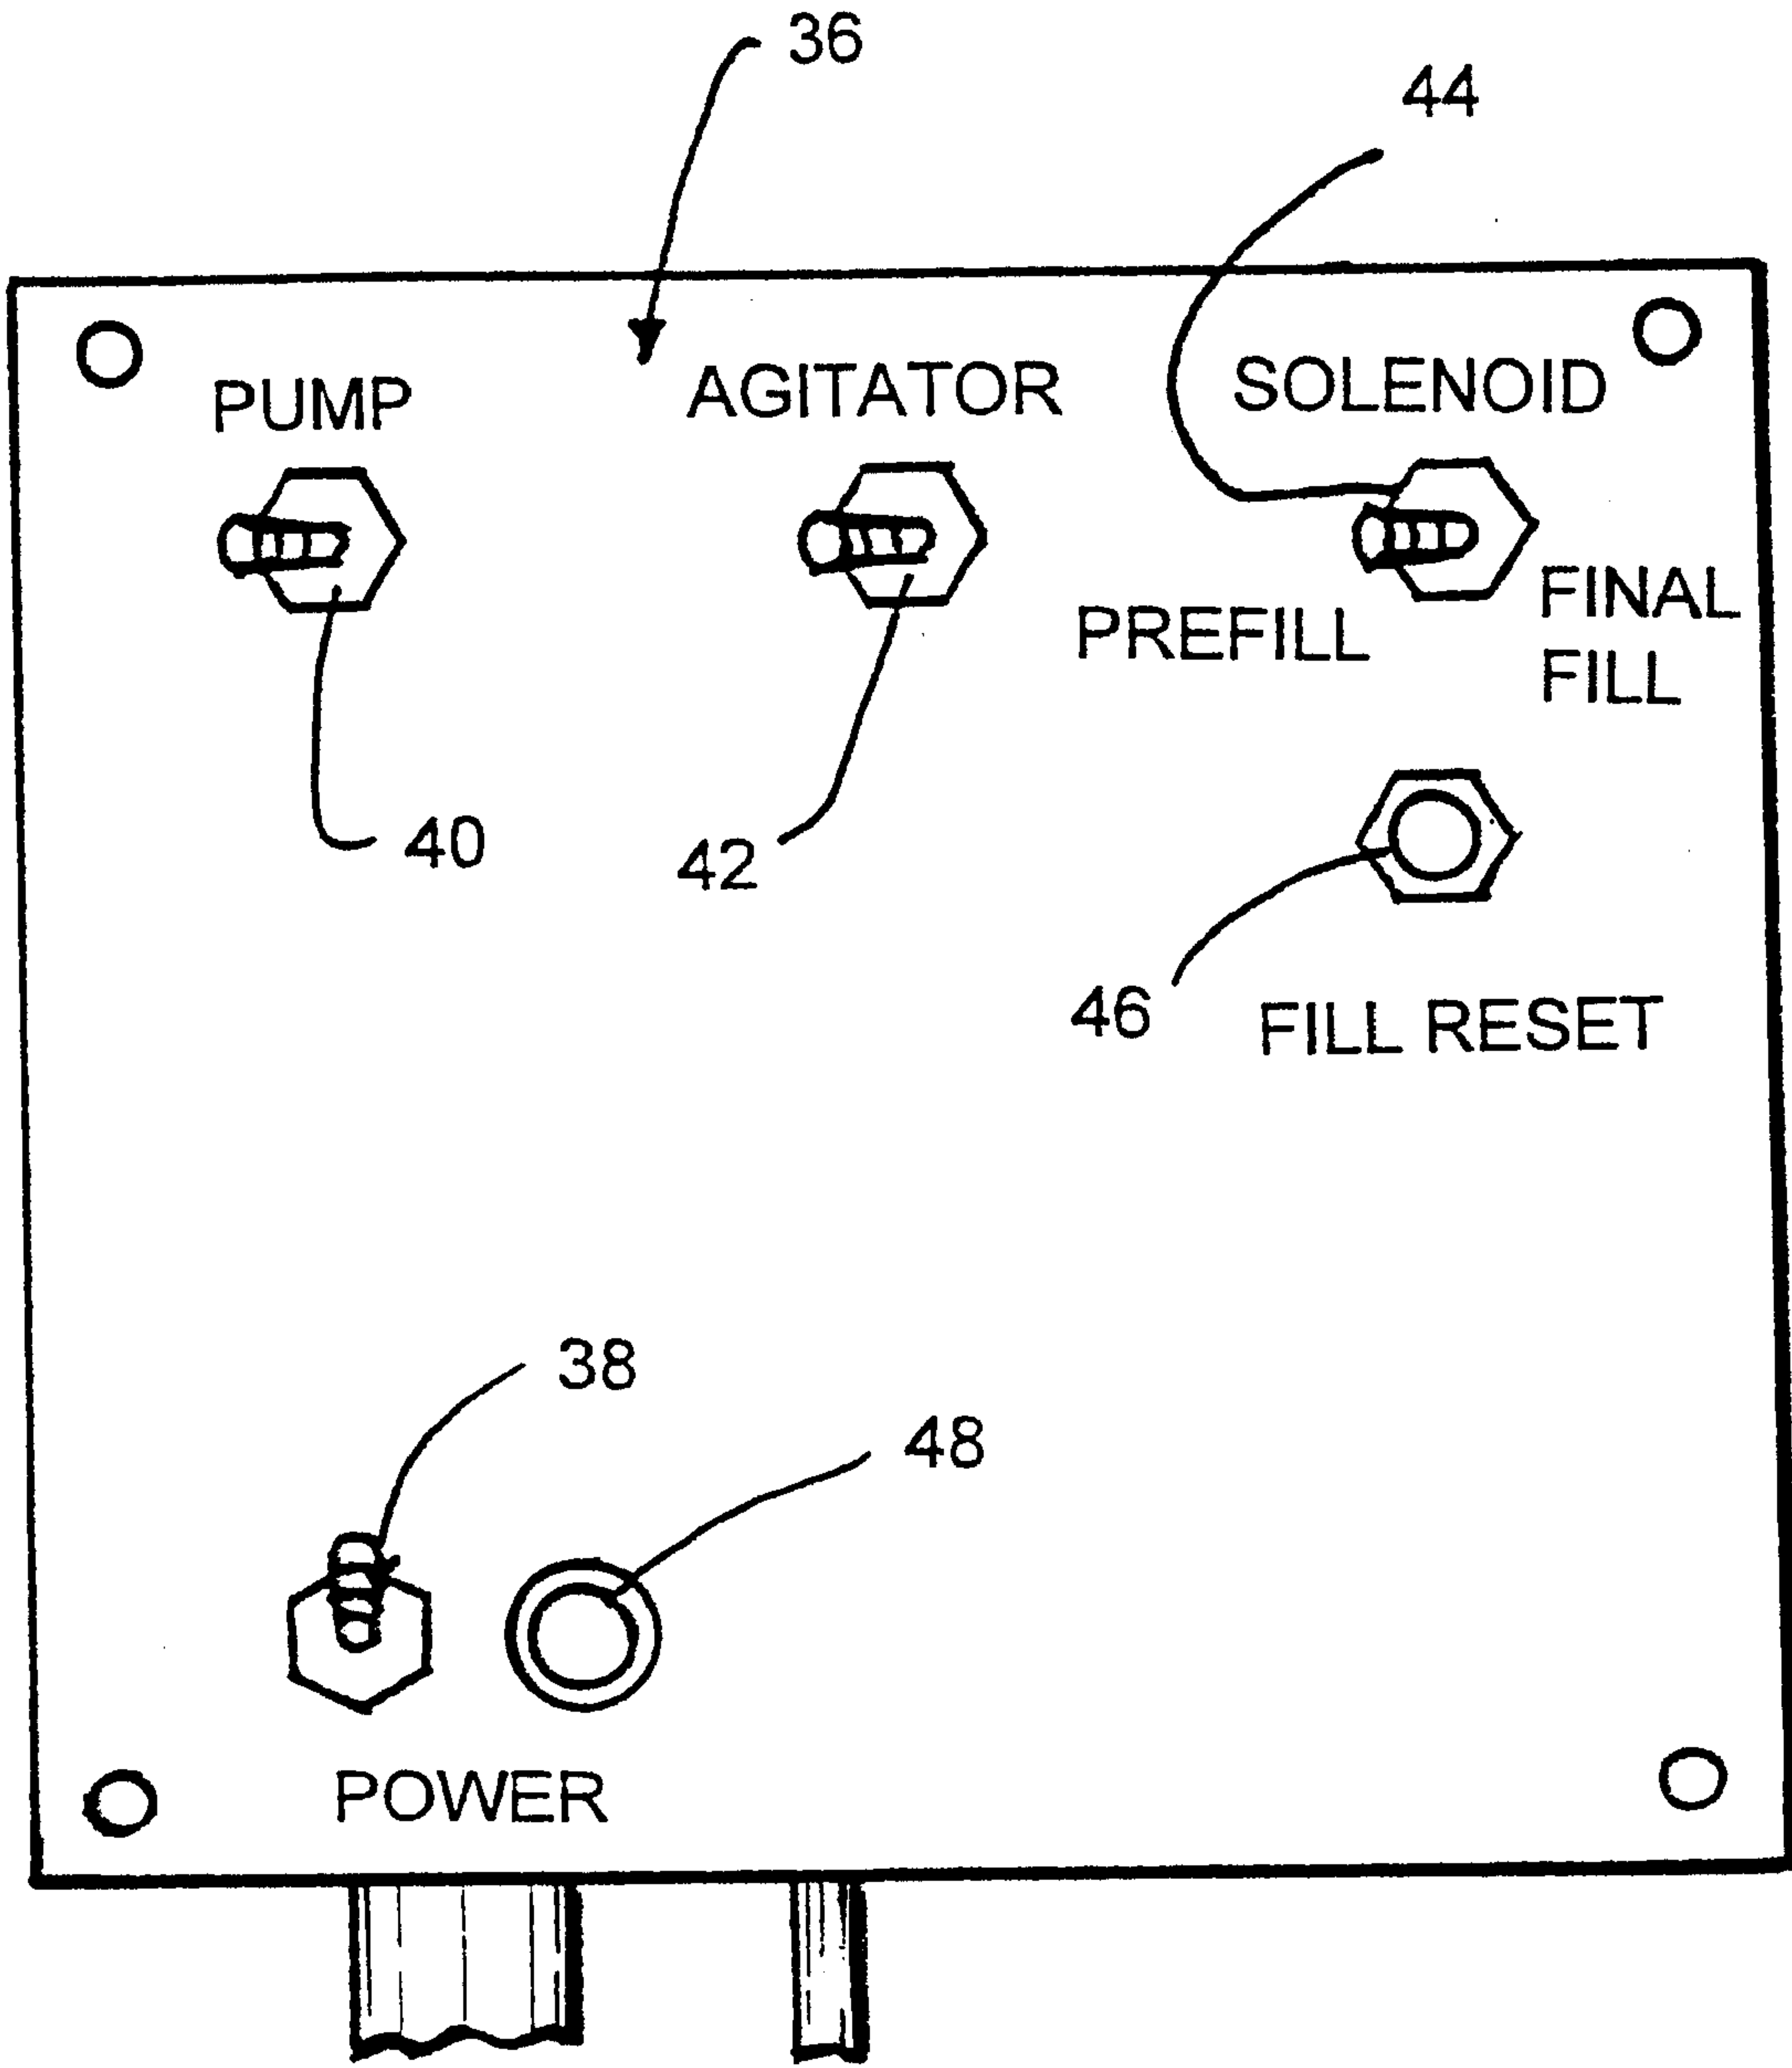 36
44
PUMP
AGITATOR
SOLENOID
PREFILL
FINAL
FILL
40
42
46
FILL RESET
38
48
POWER